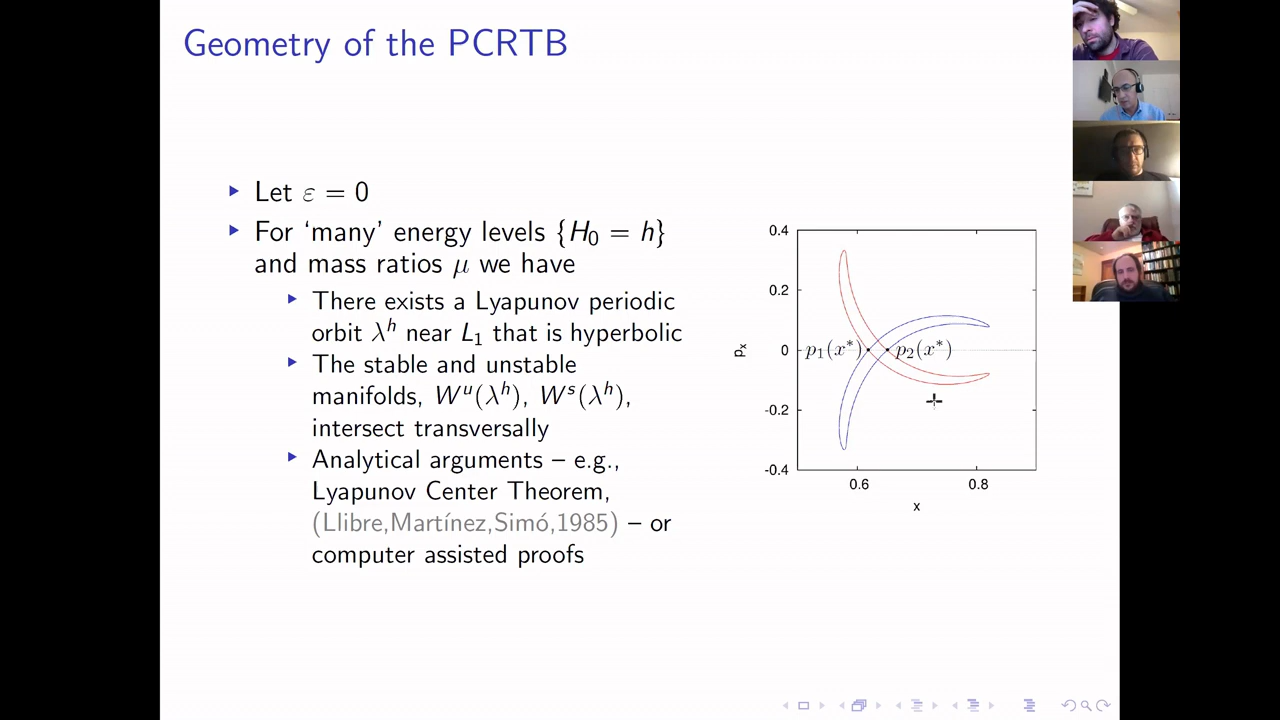 Geometry of the PCRTB
Let ε = 0
For ‘many’ energy levels {H₀ = h}
and mass ratios μ we have
There exists a Lyapunov periodic
orbit λʰ near L₁ that is hyperbolic
The stable and unstable
manifolds, Wᵘ(λʰ), Wˢ(λʰ),
intersect transversally
Analytical arguments – e.g.,
Lyapunov Center Theorem,
(Llibre,Martínez,Simó,1985) – or
computer assisted proofs
0.4
0.2
0
-0.2
-0.4
pₓ
p₁(x*)
p₂(x*)
0.6
0.8
x